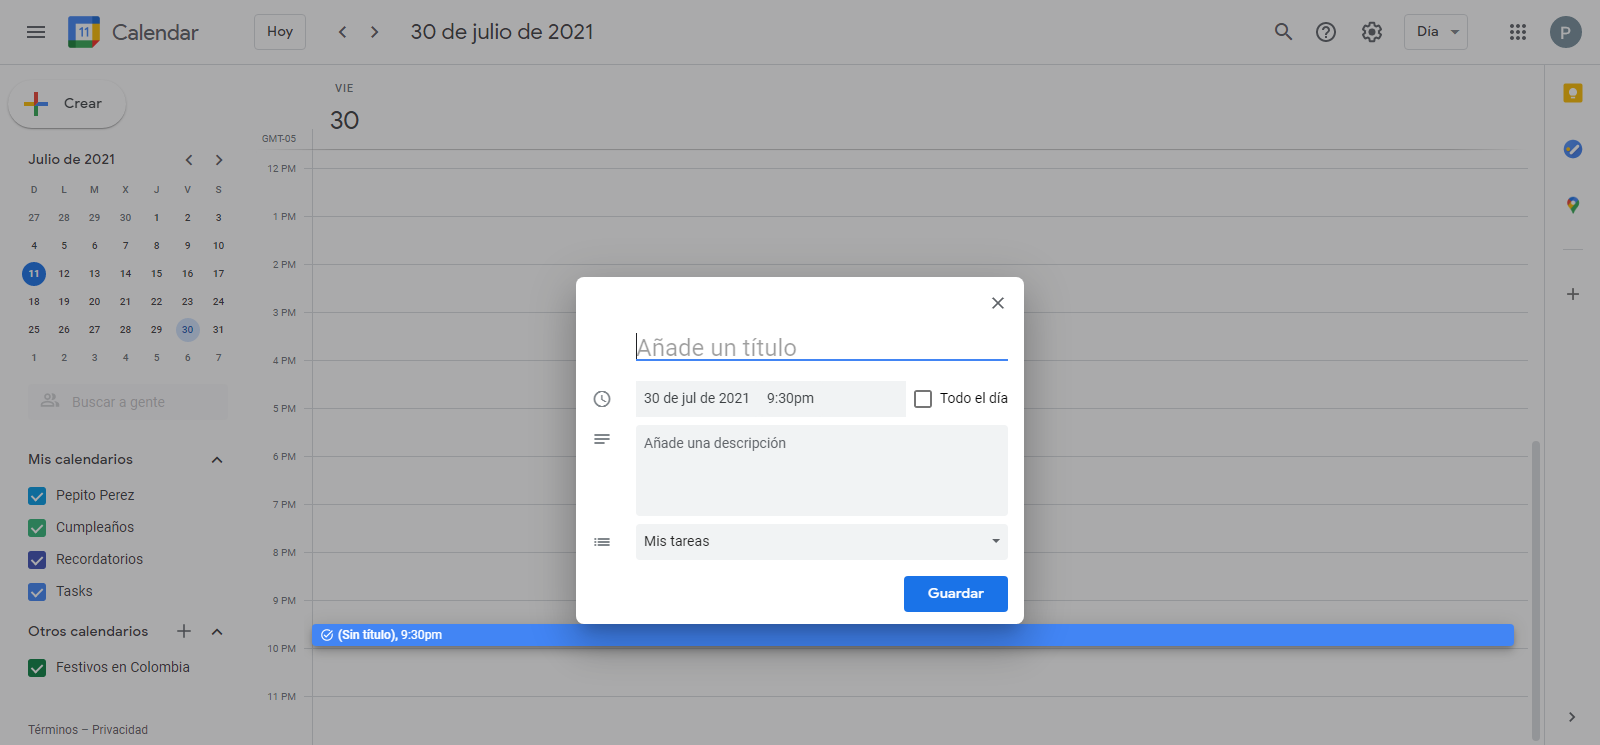 11 Calendar Hoy 30 de julio de 2021 Día P
Crear
VIE
30
GMT-05
Julio de 2021
D L M X J V S
27 28 29 30 1 2 3
4 5 6 7 8 9 10
11 12 13 14 15 16 17
18 19 20 21 22 23 24
25 26 27 28 29 30 31
1 2 3 4 5 6 7
Buscar a gente
Mis calendarios
Pepito Perez
Cumpleaños
Recordatorios
Tasks
Otros calendarios
Festivos en Colombia
Términos – Privacidad
12 PM
1 PM
2 PM
3 PM
4 PM
5 PM
6 PM
7 PM
8 PM
9 PM
10 PM
11 PM
Añade un título
30 de jul de 2021 9:30pm Todo el día
Añade una descripción
Mis tareas
Guardar
(Sin título), 9:30pm